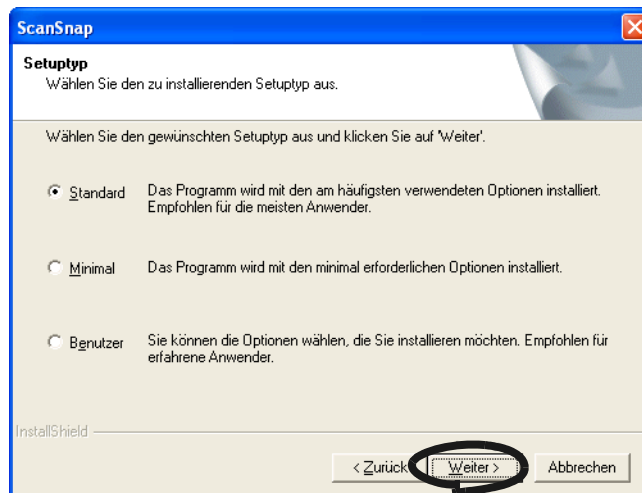 ScanSnap
Setuptyp
Wählen Sie den zu installierenden Setuptyp aus.
Wählen Sie den gewünschten Setuptyp aus und klicken Sie auf 'Weiter'.
Standard
Das Programm wird mit den am häufigsten verwendeten Optionen installiert.
Empfohlen für die meisten Anwender.
Minimal
Das Programm wird mit den minimal erforderlichen Optionen installiert.
Benutzer
Sie können die Optionen wählen, die Sie installieren möchten. Empfohlen für
erfahrene Anwender.
InstallShield
< Zurück
Weiter >
Abbrechen